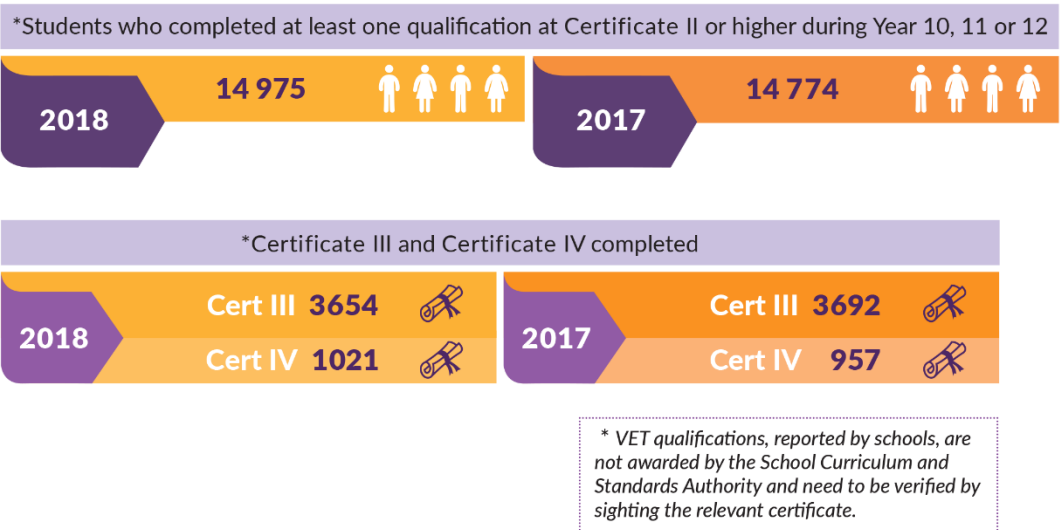 *Students who completed at least one qualification at Certificate II or higher during Year 10, 11 or 12
2018
14 975
2017
14 774
*Certificate III and Certificate IV completed
2018
Cert III 3654
Cert IV 1021
2017
Cert III 3692
Cert IV 957
* VET qualifications, reported by schools, are
not awarded by the School Curriculum and
Standards Authority and need to be verified by
sighting the relevant certificate.